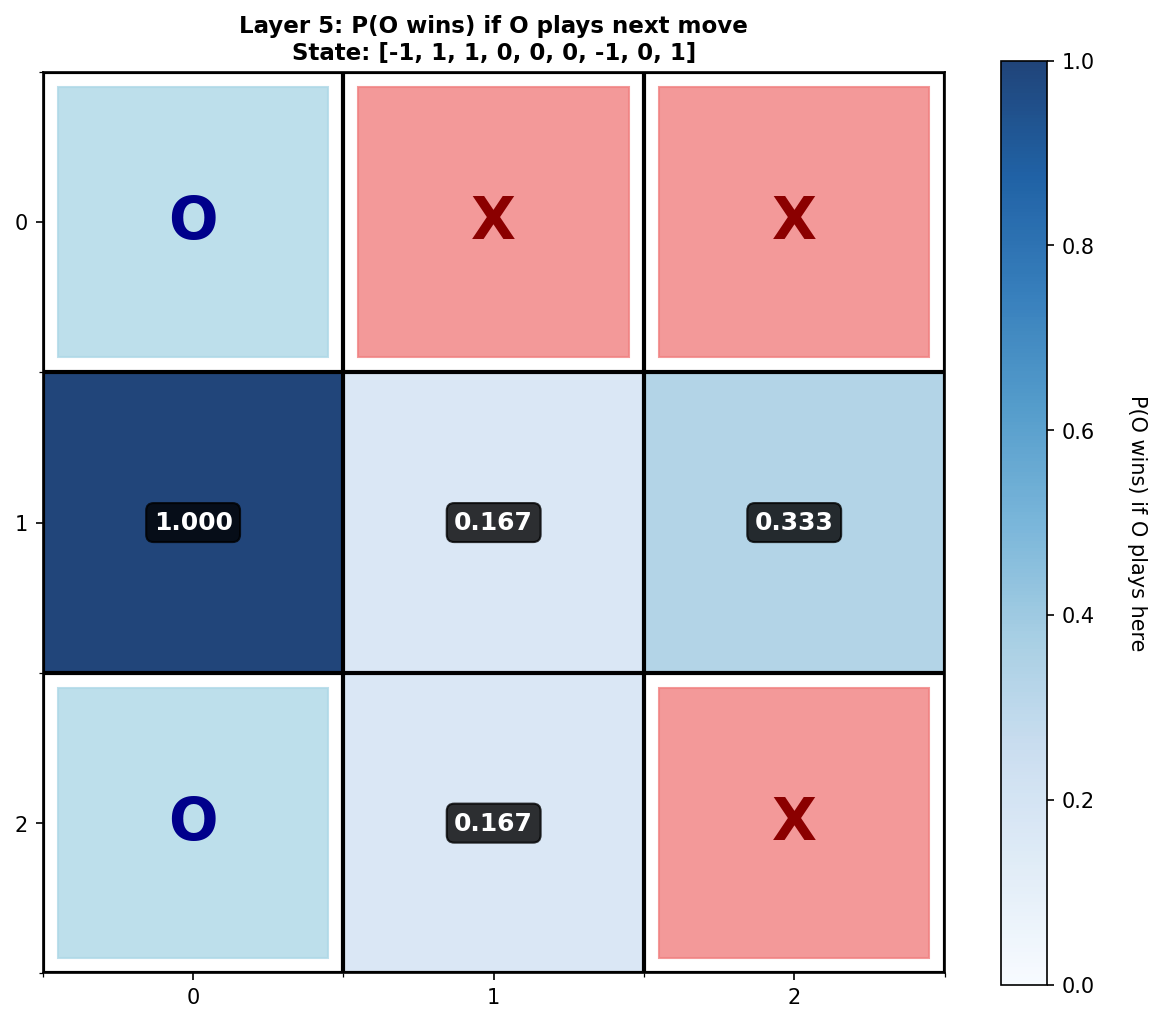 Layer 5: P(O wins) if O plays next move
State: [-1, 1, 1, 0, 0, 0, -1, 0, 1]
0
O
X
X
1
1.000
0.167
0.333
2
O
0.167
X
0
1
2
1.0
0.8
0.6
0.4
0.2
0.0
P(O wins) if O plays here